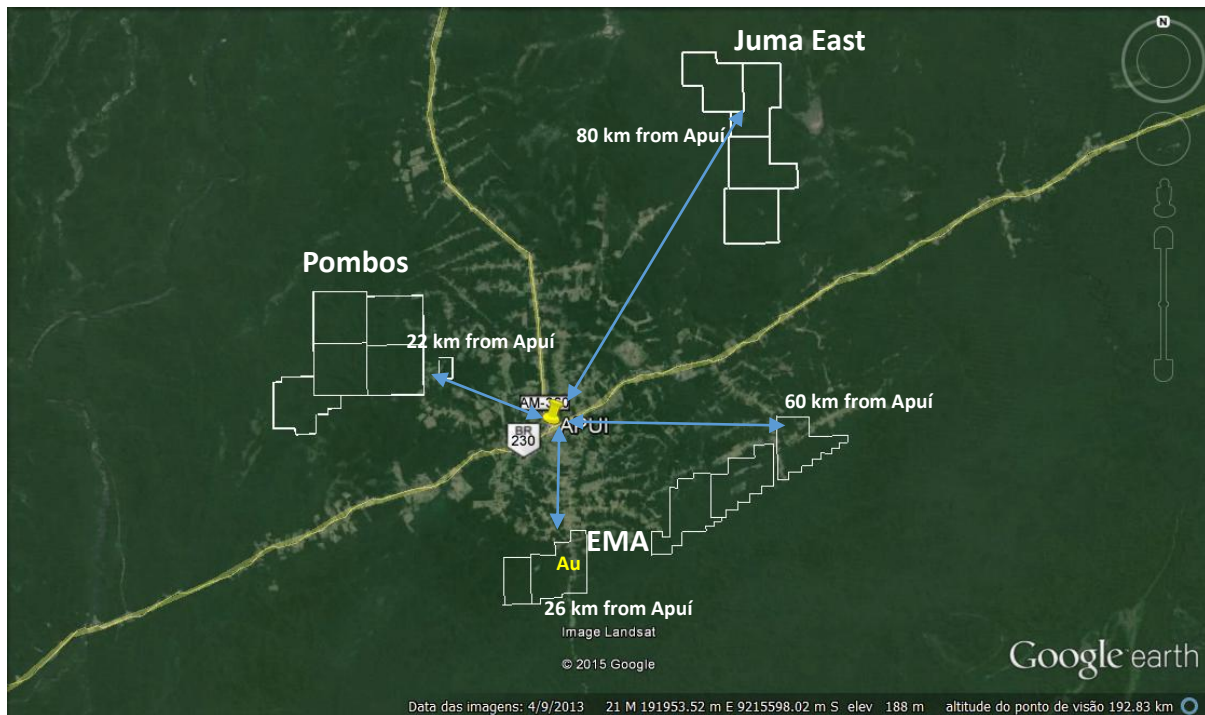 N
Juma East
80 km from Apuí
Pombos
22 km from Apuí
60 km from Apuí
APUI
BR
230
EMA
Au
26 km from Apuí
Image Landsat
© 2015 Google
Google earth
Data das imagens: 4/9/2013 21 M 191953.52 m E 9215598.02 m S elev 188 m altitude do ponto de visão 192.83 km